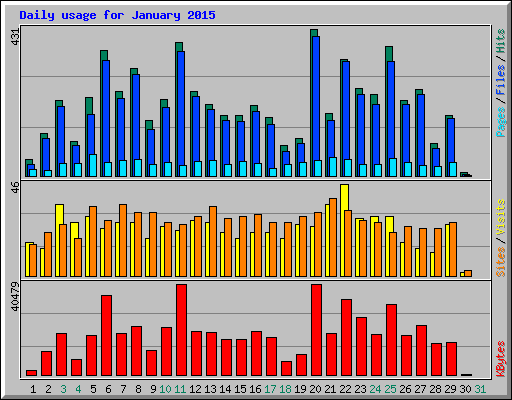 Daily usage for January 2015
431
46
40479
Pages / Files / Hits
Sites / Visits
KBytes
1 2 3 4 5 6 7 8 9 10 11 12 13 14 15 16 17 18 19 20 21 22 23 24 25 26 27 28 29 30 31